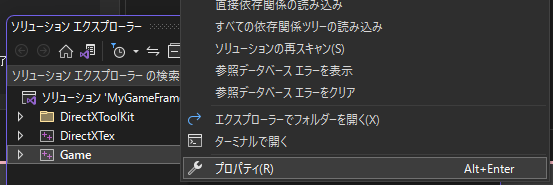 直接依存関係の読み込み
すべての依存関係ツリーの読み込み
ソリューションの再スキャン(S)
参照データベース エラーを表示
参照データベース エラーをクリア
エクスプローラーでフォルダーを開く(X)
ターミナルで開く
プロパティ(R) Alt+Enter
ソリューション エクスプローラー
ソリューション エクスプローラー の検索
ソリューション 'MyGameFram
DirectXToolKit
DirectXTex
Game